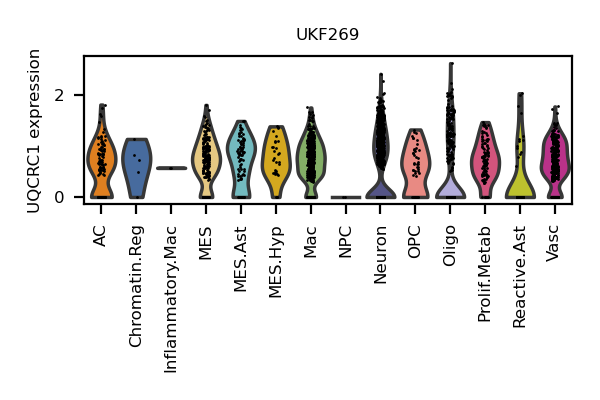 UKF269
UQCRC1 expression
2
0
AC
Chromatin.Reg
Inflammatory.Mac
MES
MES.Ast
MES.Hyp
Mac
NPC
Neuron
OPC
Oligo
Prolif.Metab
Reactive.Ast
Vasc